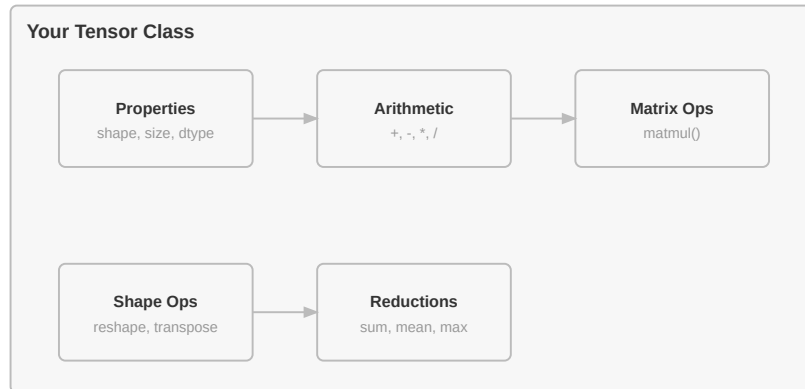 Your Tensor Class
Properties
shape, size, dtype
Arithmetic
+, -, *, /
Matrix Ops
matmul()
Shape Ops
reshape, transpose
Reductions
sum, mean, max